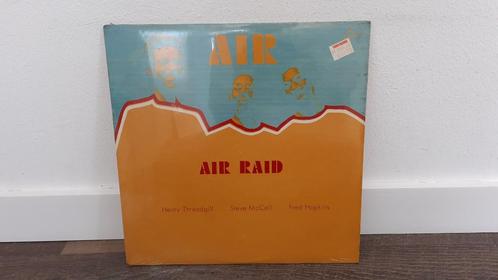 AIR
AIR RAID
Henry Threadgill Steve McCall Fred Hopkins